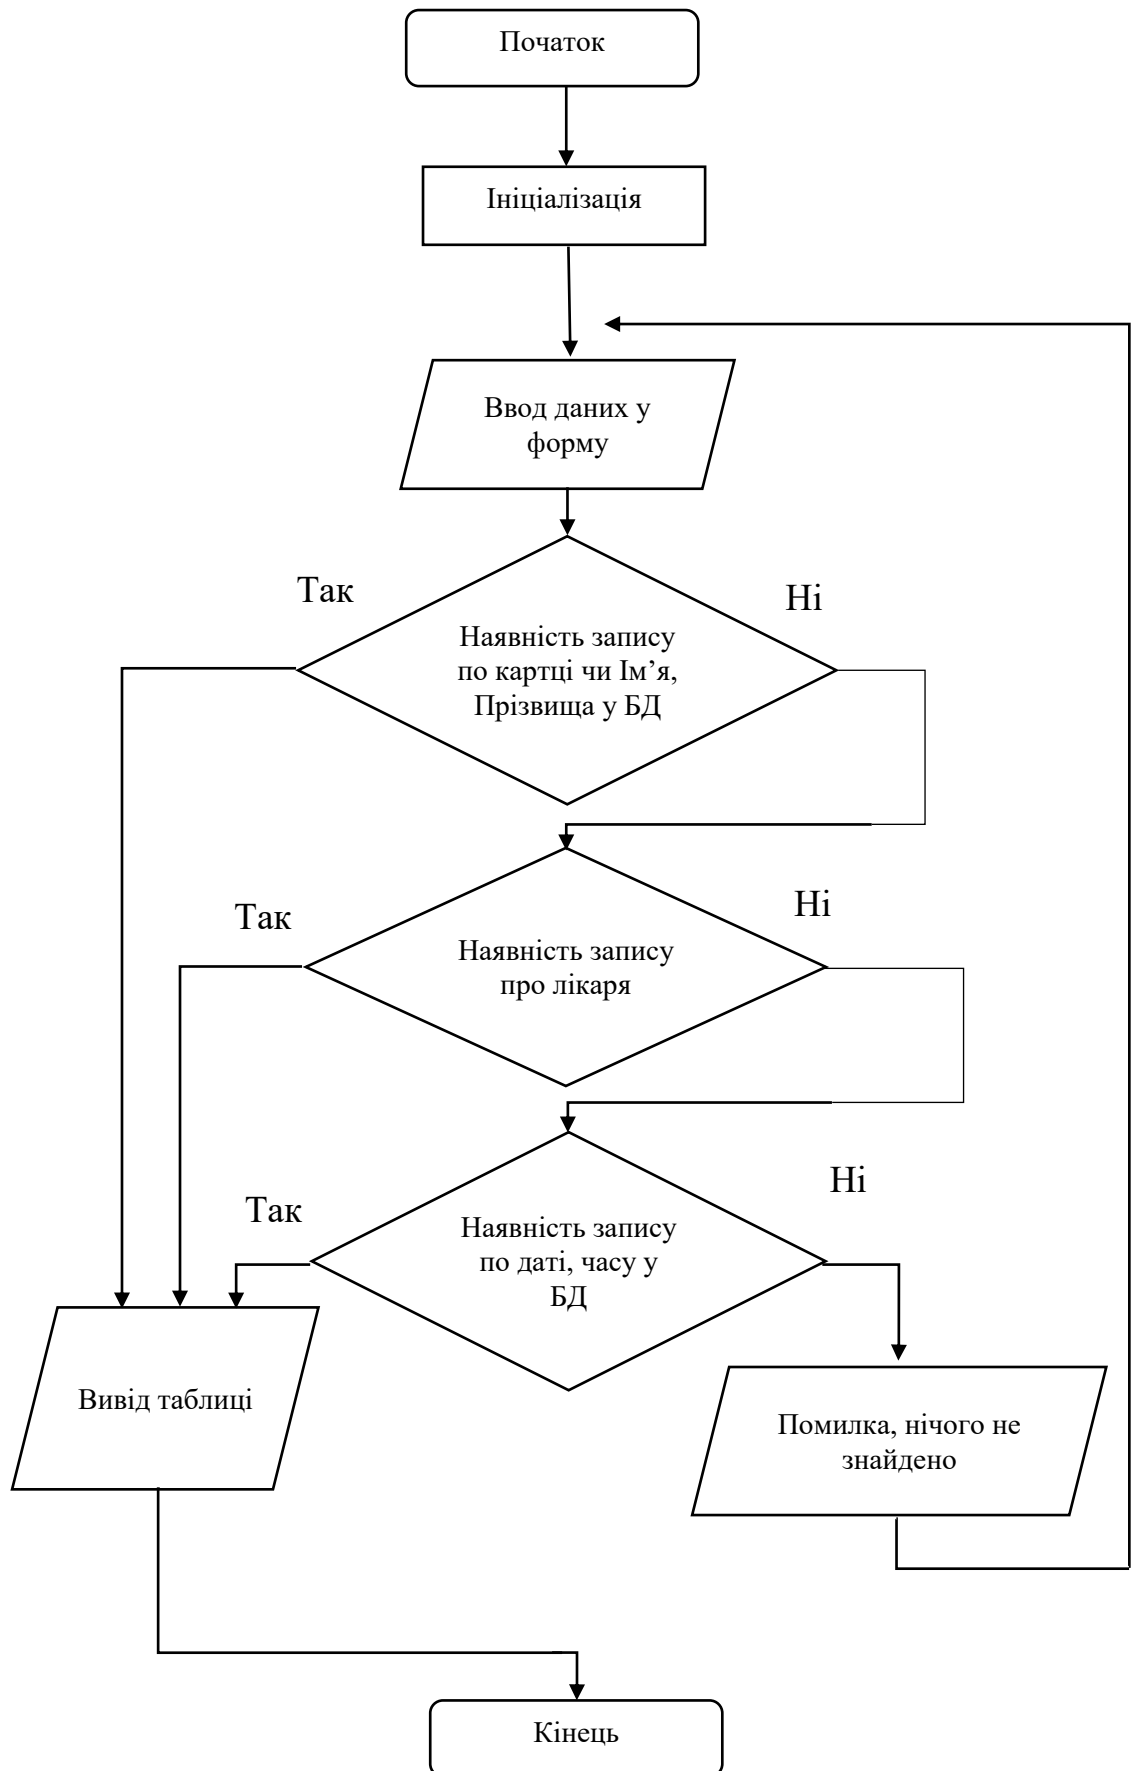 Початок
Ініціалізація
Ввод даних у
форму
Так
Ні
Наявність запису
по картці чи Ім’я,
Прізвища у БД
Так
Ні
Наявність запису
про лікаря
Так
Ні
Наявність запису
по даті, часу у
БД
Вивід таблиці
Помилка, нічого не
знайдено
Кінець